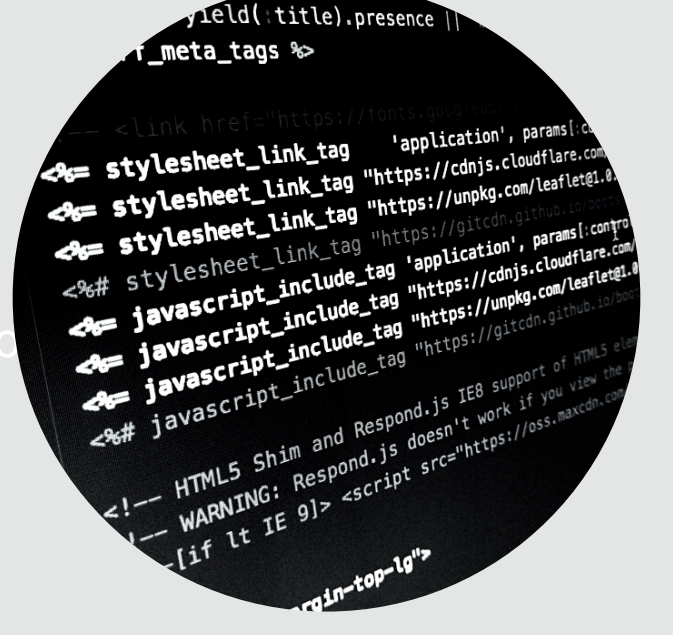 yield(:title).presence ||
f_meta_tags %>
-- <link href="https://fonts.googleapis
<%= stylesheet_link_tag 'application', params[:co
<%= stylesheet_link_tag "https://cdnjs.cloudflare.com/
<%= stylesheet_link_tag "https://unpkg.com/leaflet@1.0.
<%# stylesheet_link_tag "https://gitcdn.github.io/boots
<%= javascript_include_tag 'application', params[:contro
<%= javascript_include_tag "https://cdnjs.cloudflare.com/
<%= javascript_include_tag "https://unpkg.com/leaflet@1.0
<%# javascript_include_tag "https://gitcdn.github.io/boot
<!-- HTML5 Shim and Respond.js IE8 support of HTML5 elem
!-- WARNING: Respond.js doesn't work if you view the p
-[if lt IE 9]> <script src="https://oss.maxcdn.com
rgin-top-lg">